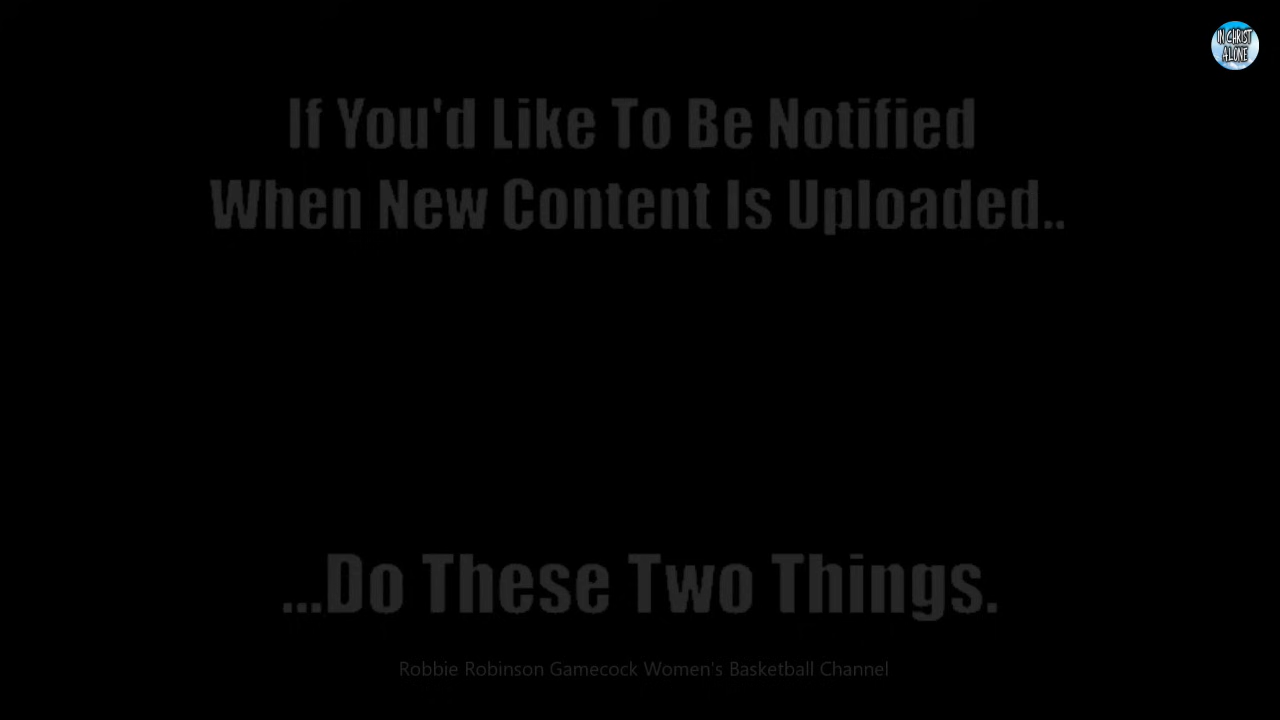 IN CHRIST
ALONE
If You'd Like To Be Notified
When New Content Is Uploaded..
...Do These Two Things.
Robbie Robinson Gamecock Women's Basketball Channel